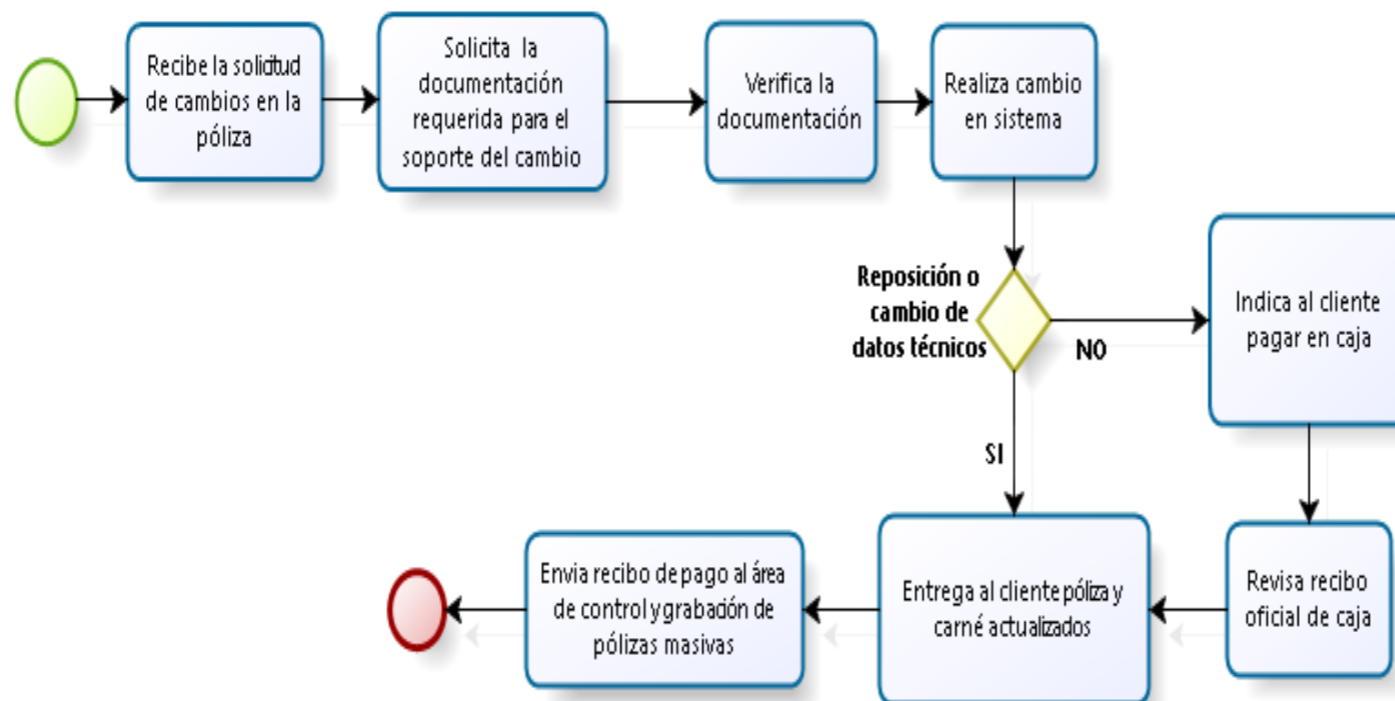 Recibe la solicitud
de cambios en la
póliza
Solicita la
documentación
requerida para el
soporte del cambio
Verifica la
documentación
Realiza cambio
en sistema
Reposición o
cambio de
datos técnicos
NO
Indica al cliente
pagar en caja
SI
Revisa recibo
oficial de caja
Entrega al cliente póliza y
carné actualizados
Envia recibo de pago al área
de control y grabación de
pólizas masivas